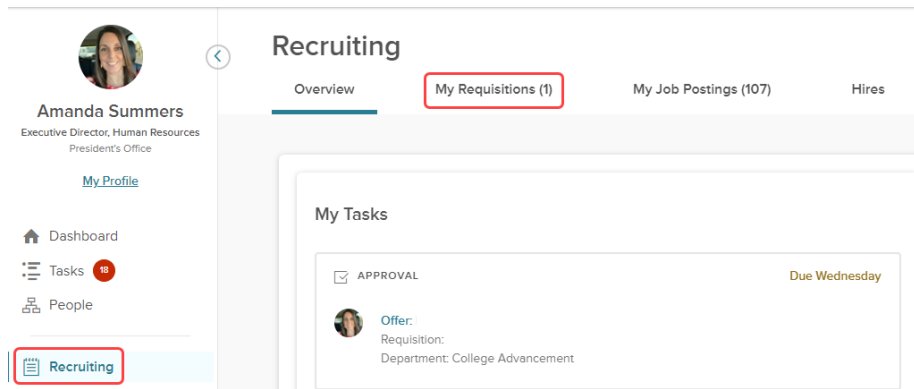 Amanda Summers
Executive Director, Human Resources
President's Office
My Profile
Dashboard
Tasks 18
People
Recruiting
Recruiting
Overview My Requisitions (1) My Job Postings (107) Hires
My Tasks
APPROVAL Due Wednesday
Offer:
Requisition:
Department: College Advancement